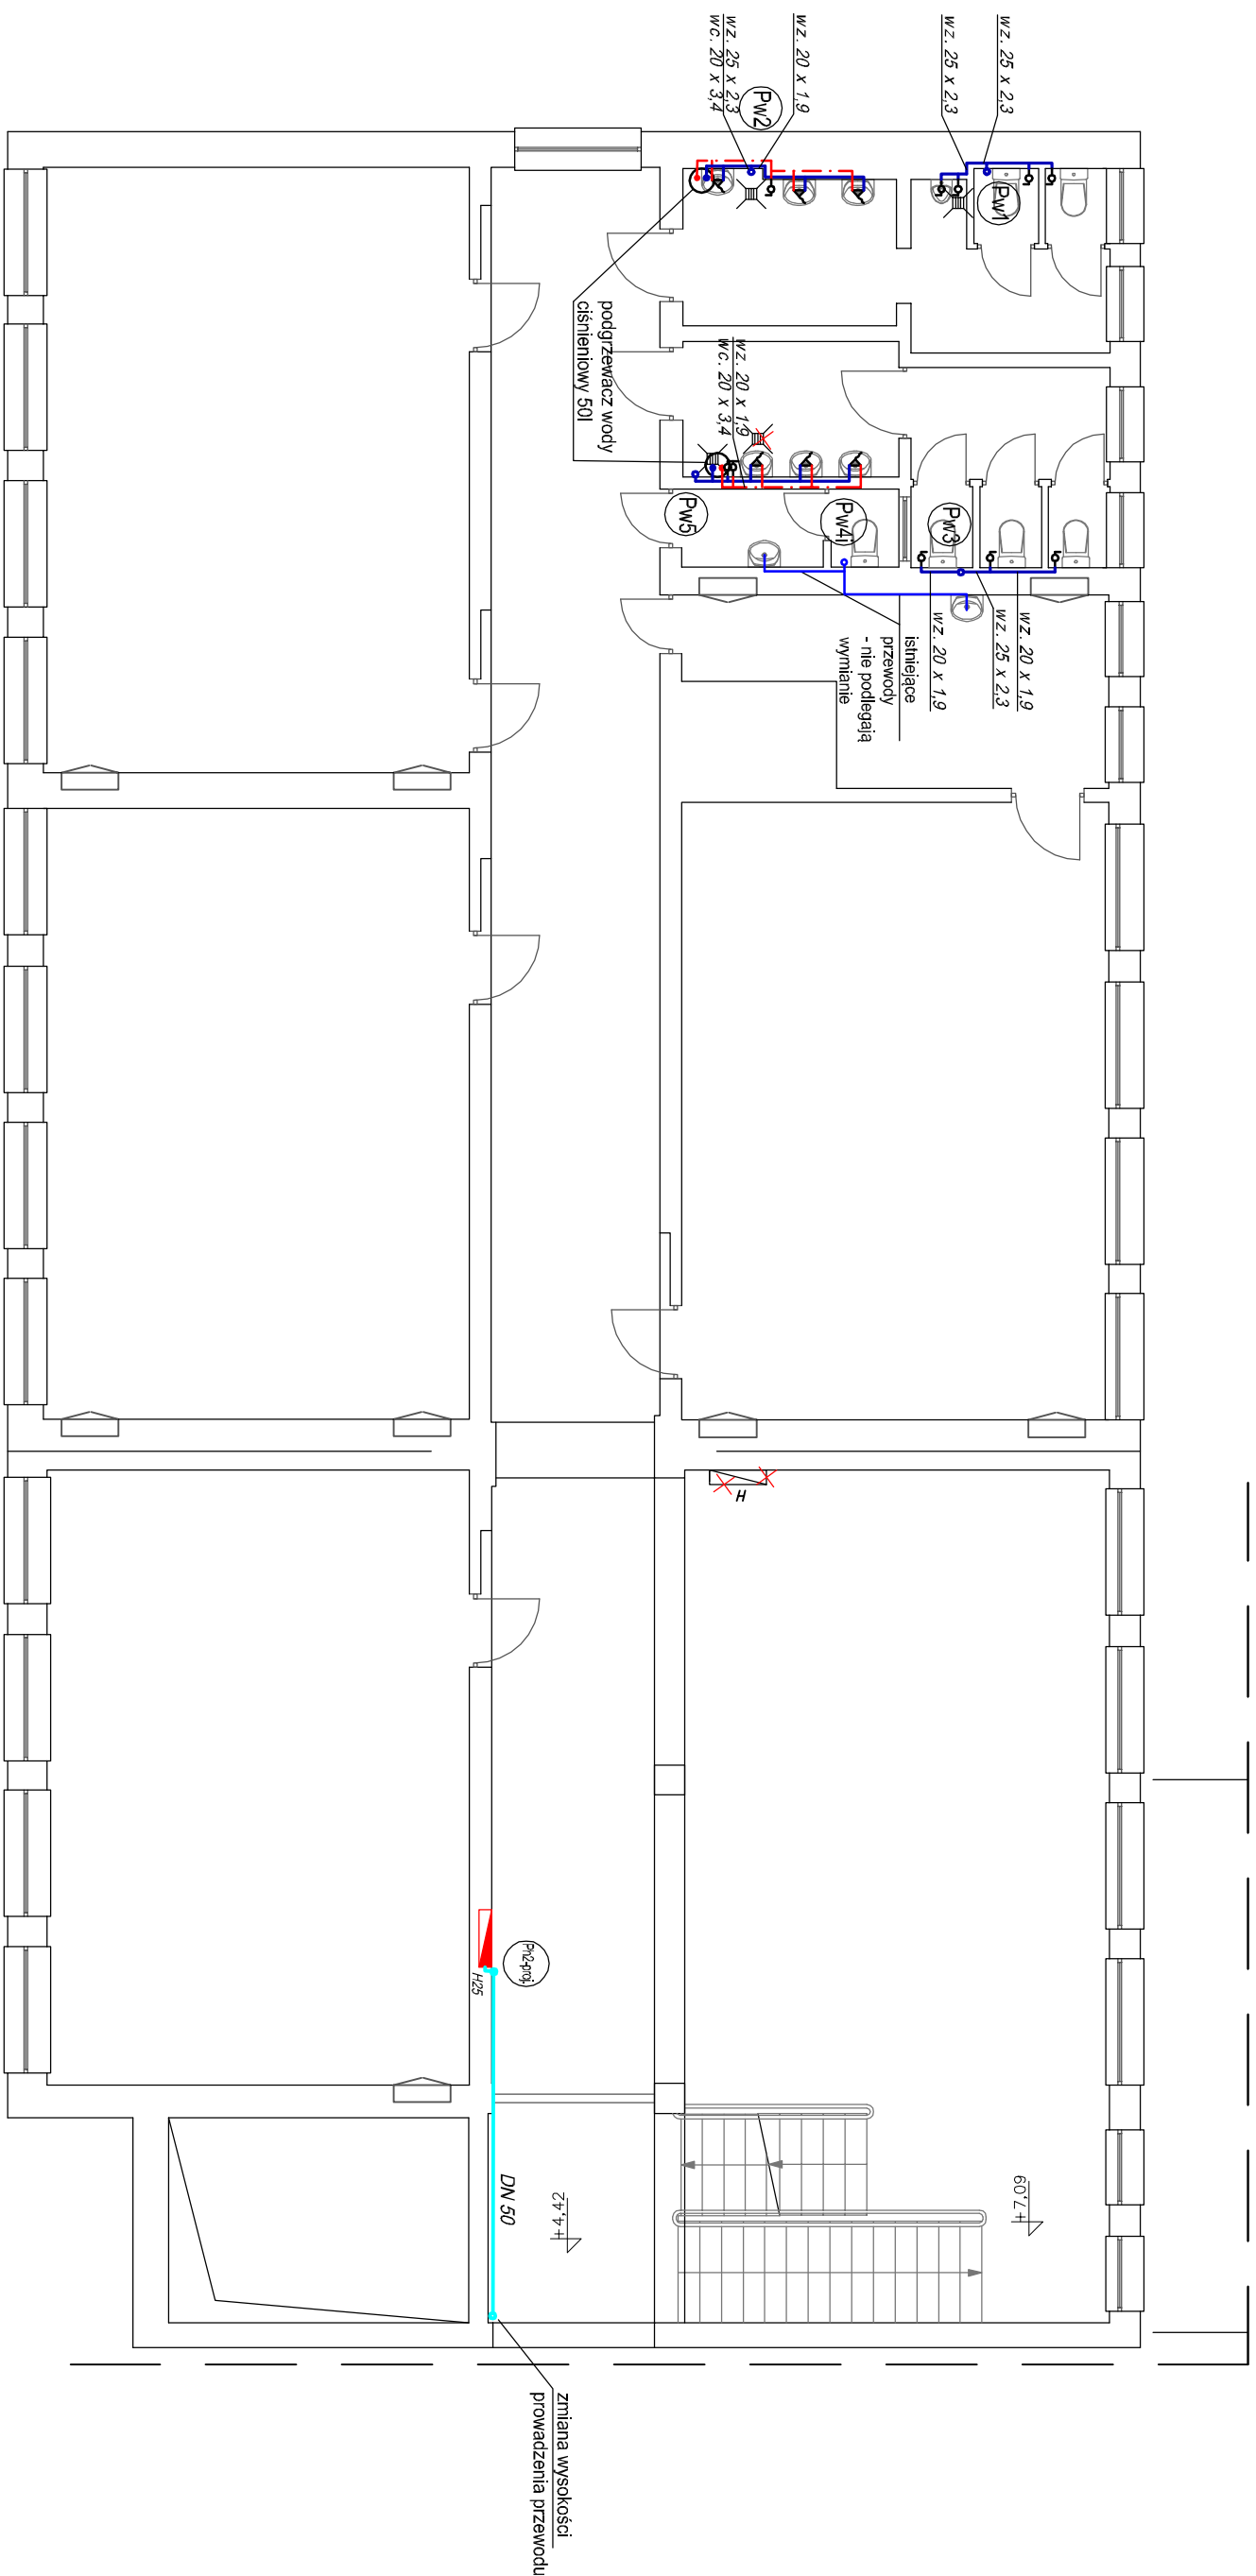 wz. 25 x 2,3
wz. 25 x 2,3
wz. 20 x 1,9
wz. 25 x 2,3
wc. 20 x 3,4
Pw2
Pw1
podgrzewacz wody
ciśnieniowy 50l
wz. 20 x 1,9
wc. 20 x 3,4
Pw5
Pw4i
Pw3
istniejące
przewody
- nie podlegają
wymianie
wz. 20 x 1,9
wz. 25 x 2,3
wz. 20 x 1,9
H
Ph2-proj.
H25
DN 50
+4,42
+7,09
zmiana wysokości
prowadzenia przewodu